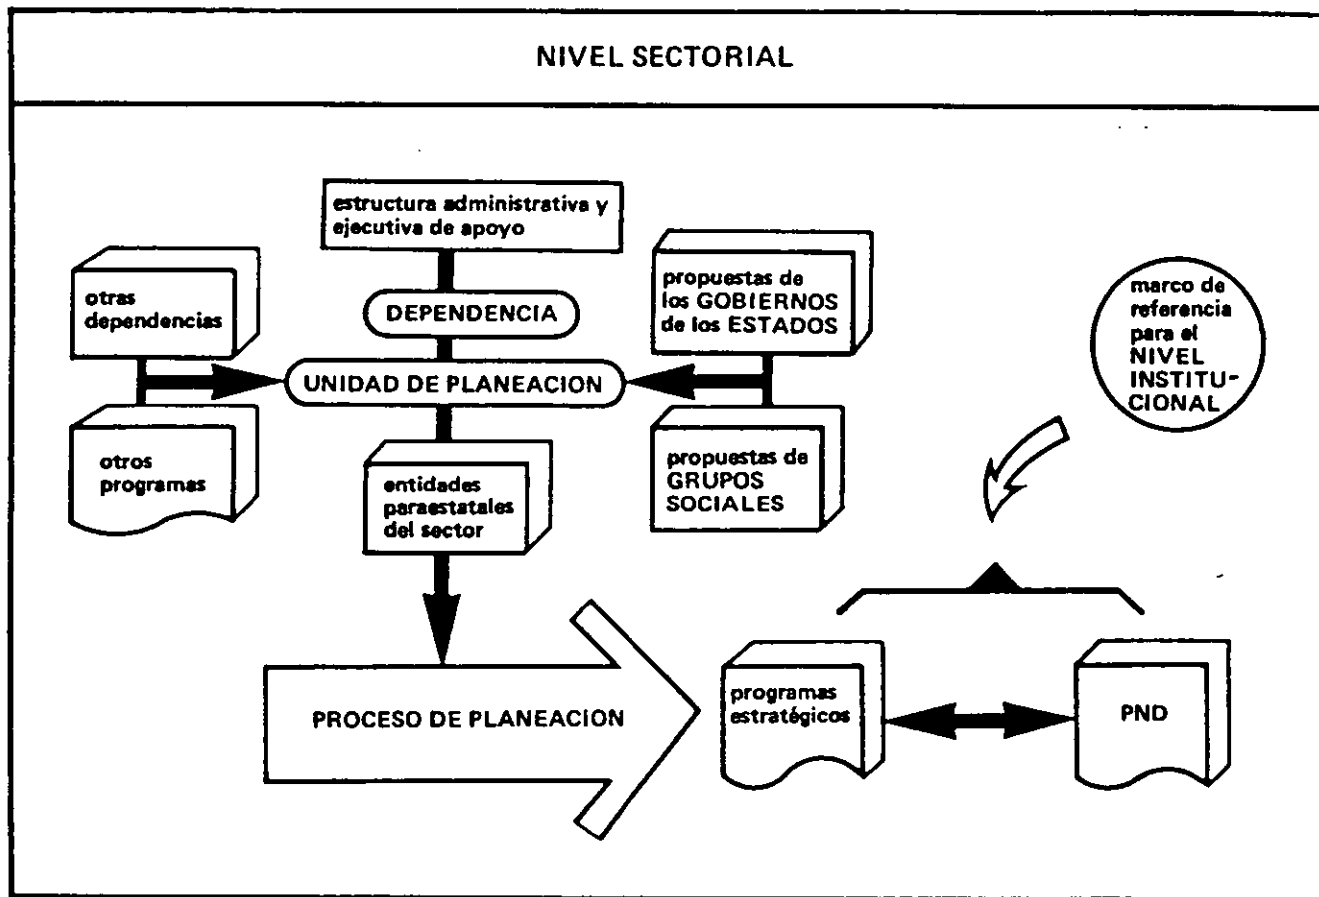 NIVEL SECTORIAL
estructura administrativa y
ejecutiva de apoyo
otras
dependencias
DEPENDENCIA
propuestas de
los GOBIERNOS
de los ESTADOS
marco de
referencia
para el
NIVEL
INSTITU-
CIONAL
UNIDAD DE PLANEACION
otros
programas
entidades
paraestatales
del sector
propuestas de
GRUPOS
SOCIALES
PROCESO DE PLANEACION
programas
estratégicos
PND